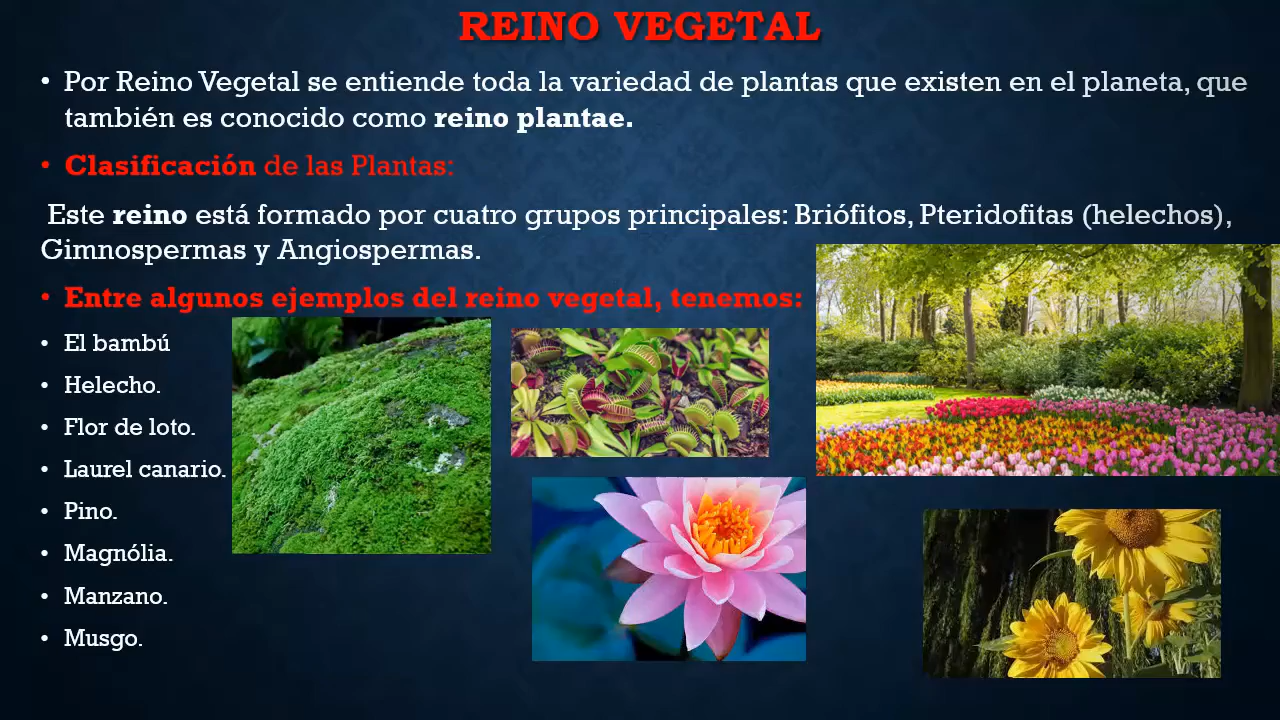 REINO VEGETAL
• Por Reino Vegetal se entiende toda la variedad de plantas que existen en el planeta, que
también es conocido como reino plantae.
• Clasificación de las Plantas:
Este reino está formado por cuatro grupos principales: Briófitos, Pteridofitas (helechos),
Gimnospermas y Angiospermas.
• Entre algunos ejemplos del reino vegetal, tenemos:
• El bambú
• Helecho.
• Flor de loto.
• Laurel canario.
• Pino.
• Magnólia.
• Manzano.
• Musgo.